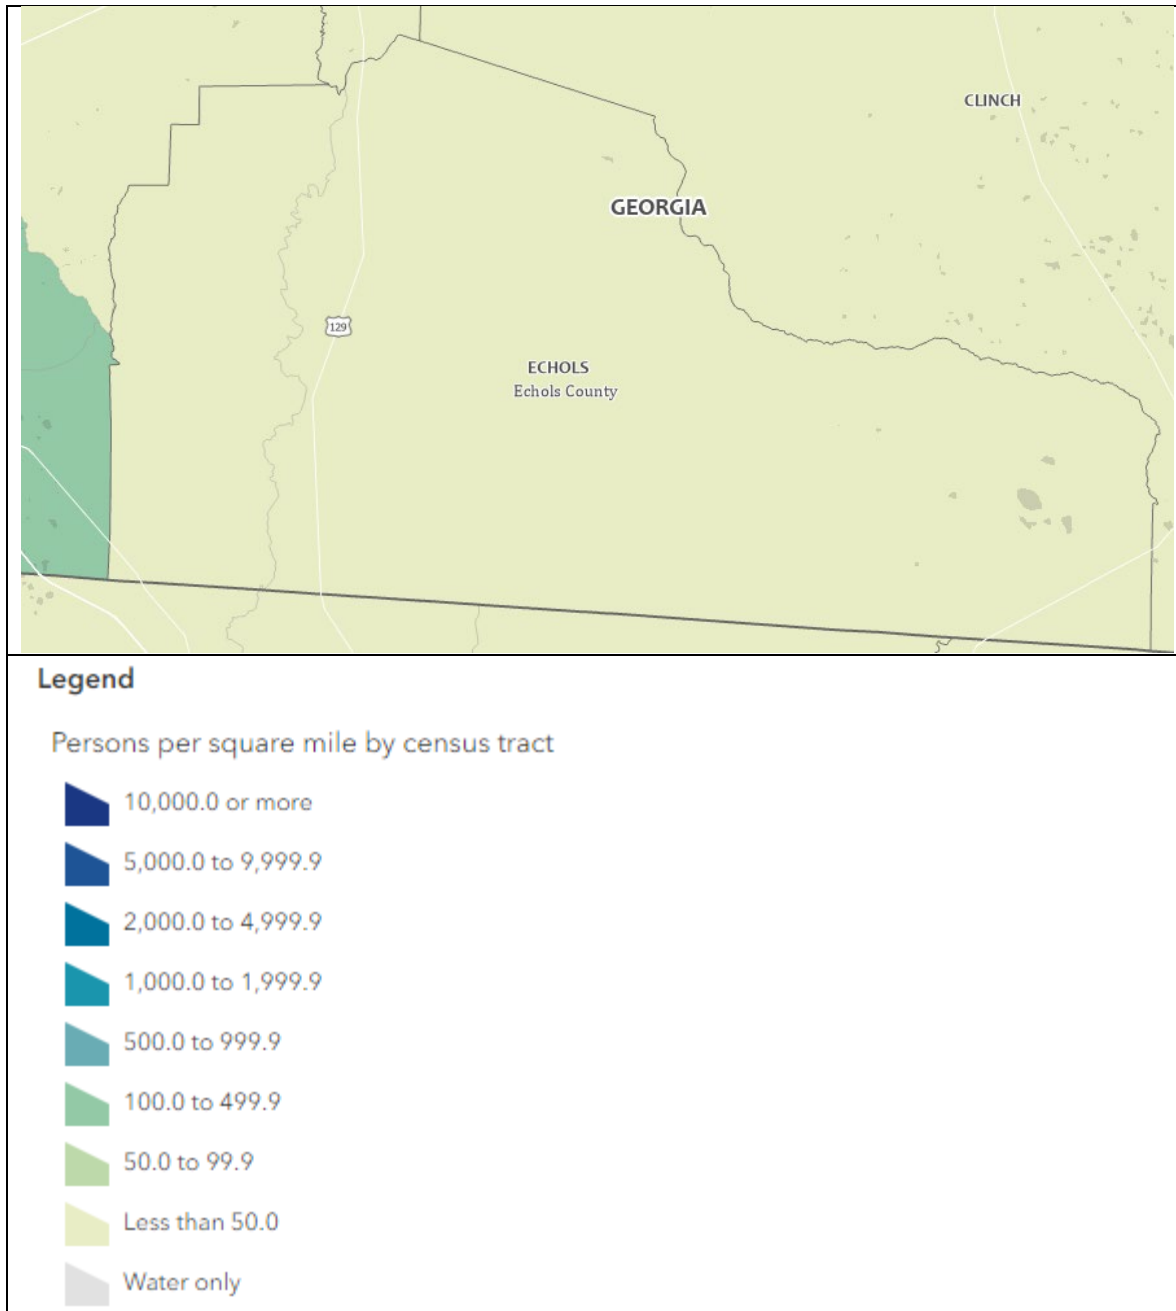 CLINCH
GEORGIA
129
ECHOLS
Echols County
Legend
Persons per square mile by census tract
10,000.0 or more
5,000.0 to 9,999.9
2,000.0 to 4,999.9
1,000.0 to 1,999.9
500.0 to 999.9
100.0 to 499.9
50.0 to 99.9
Less than 50.0
Water only